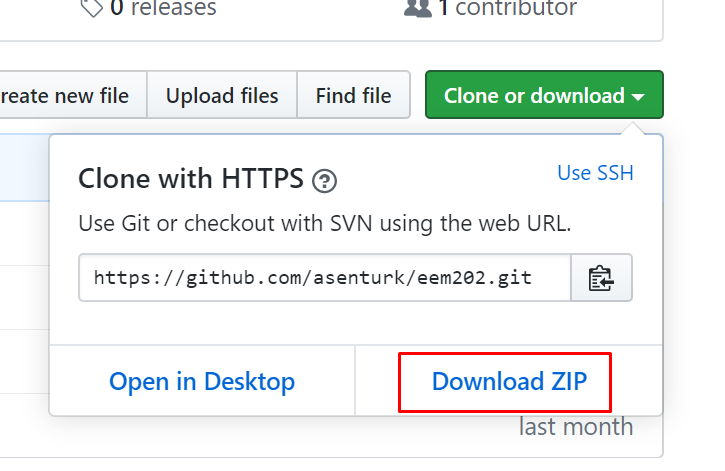 0 releases
1 contributor
reate new file
Upload files
Find file
Clone or download
Clone with HTTPS ?
Use SSH
Use Git or checkout with SVN using the web URL.
https://github.com/asenturk/eem202.git
Open in Desktop
Download ZIP
last month